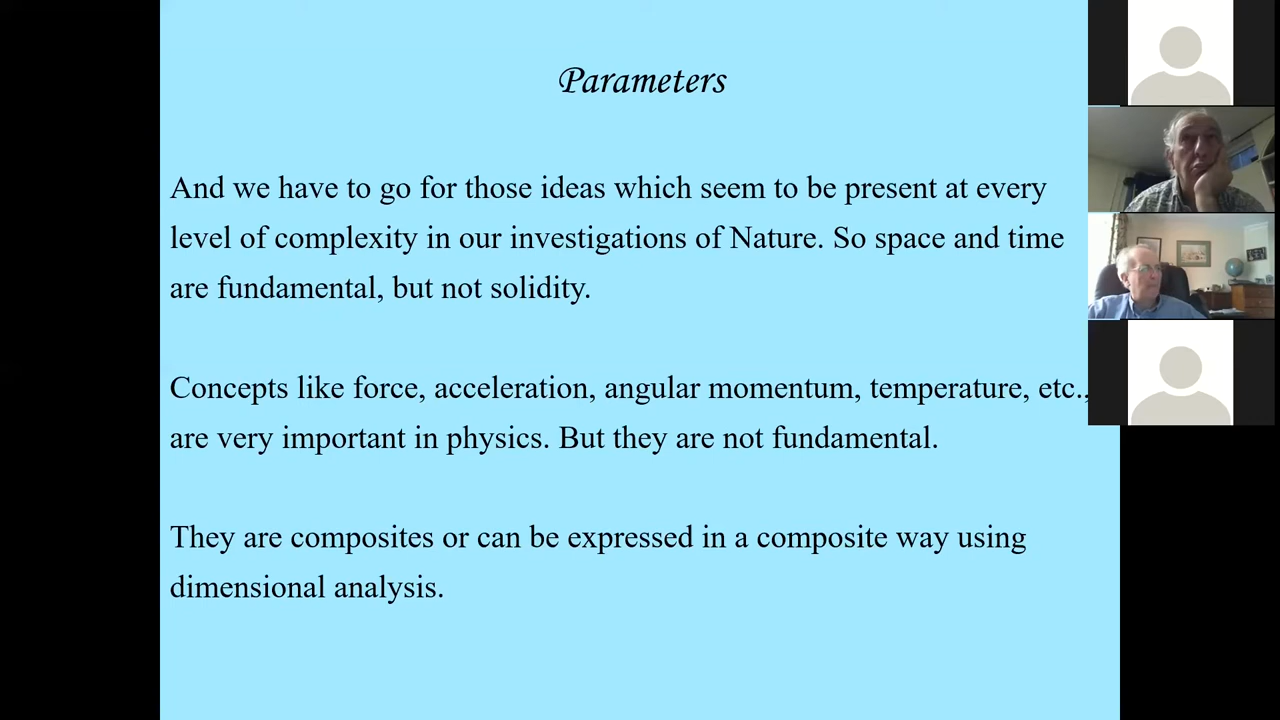 Parameters
And we have to go for those ideas which seem to be present at every
level of complexity in our investigations of Nature. So space and time
are fundamental, but not solidity.
Concepts like force, acceleration, angular momentum, temperature, etc.,
are very important in physics. But they are not fundamental.
They are composites or can be expressed in a composite way using
dimensional analysis.